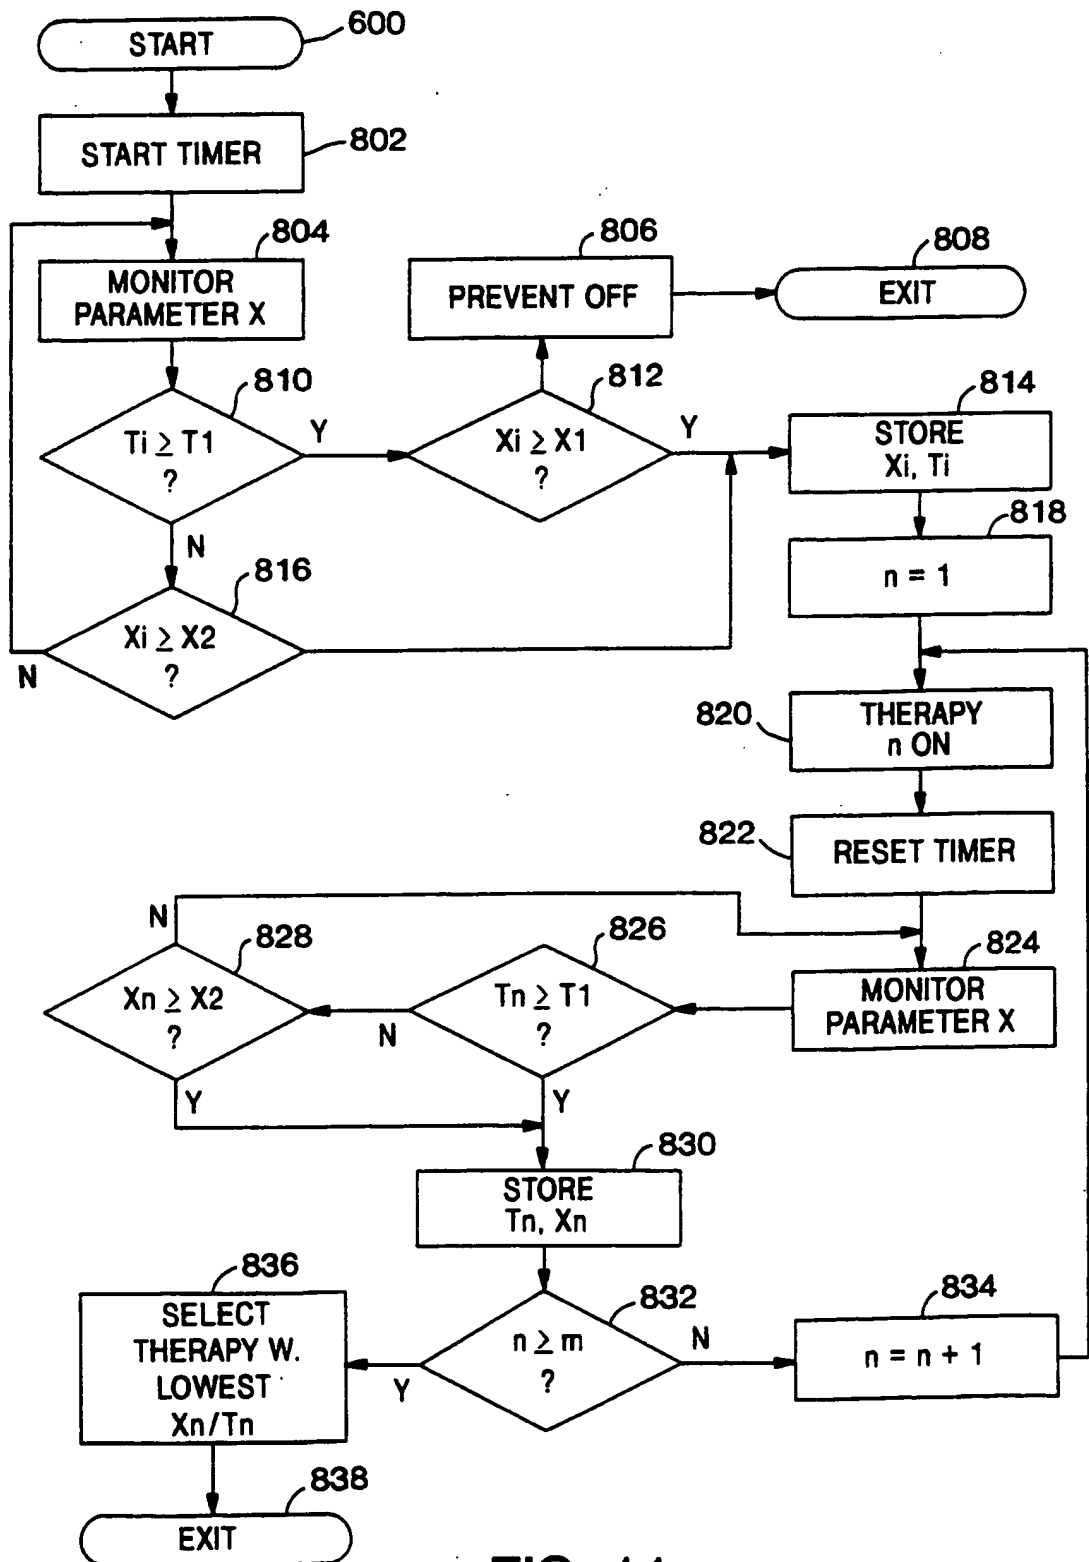 START
600
START TIMER
802
804
MONITOR
PARAMETER X
806
PREVENT OFF
808
EXIT
810
Ti ≥ T1
?
Y
N
812
Xi ≥ X1
?
Y
814
STORE
Xi, Ti
816
Xi ≥ X2
?
N
818
n = 1
820
THERAPY
n ON
822
RESET TIMER
824
MONITOR
PARAMETER X
826
Tn ≥ T1
?
N
Y
828
Xn ≥ X2
?
N
Y
830
STORE
Tn, Xn
832
n ≥ m
?
N
Y
834
n = n + 1
836
SELECT
THERAPY W.
LOWEST
Xn/Tn
838
EXIT